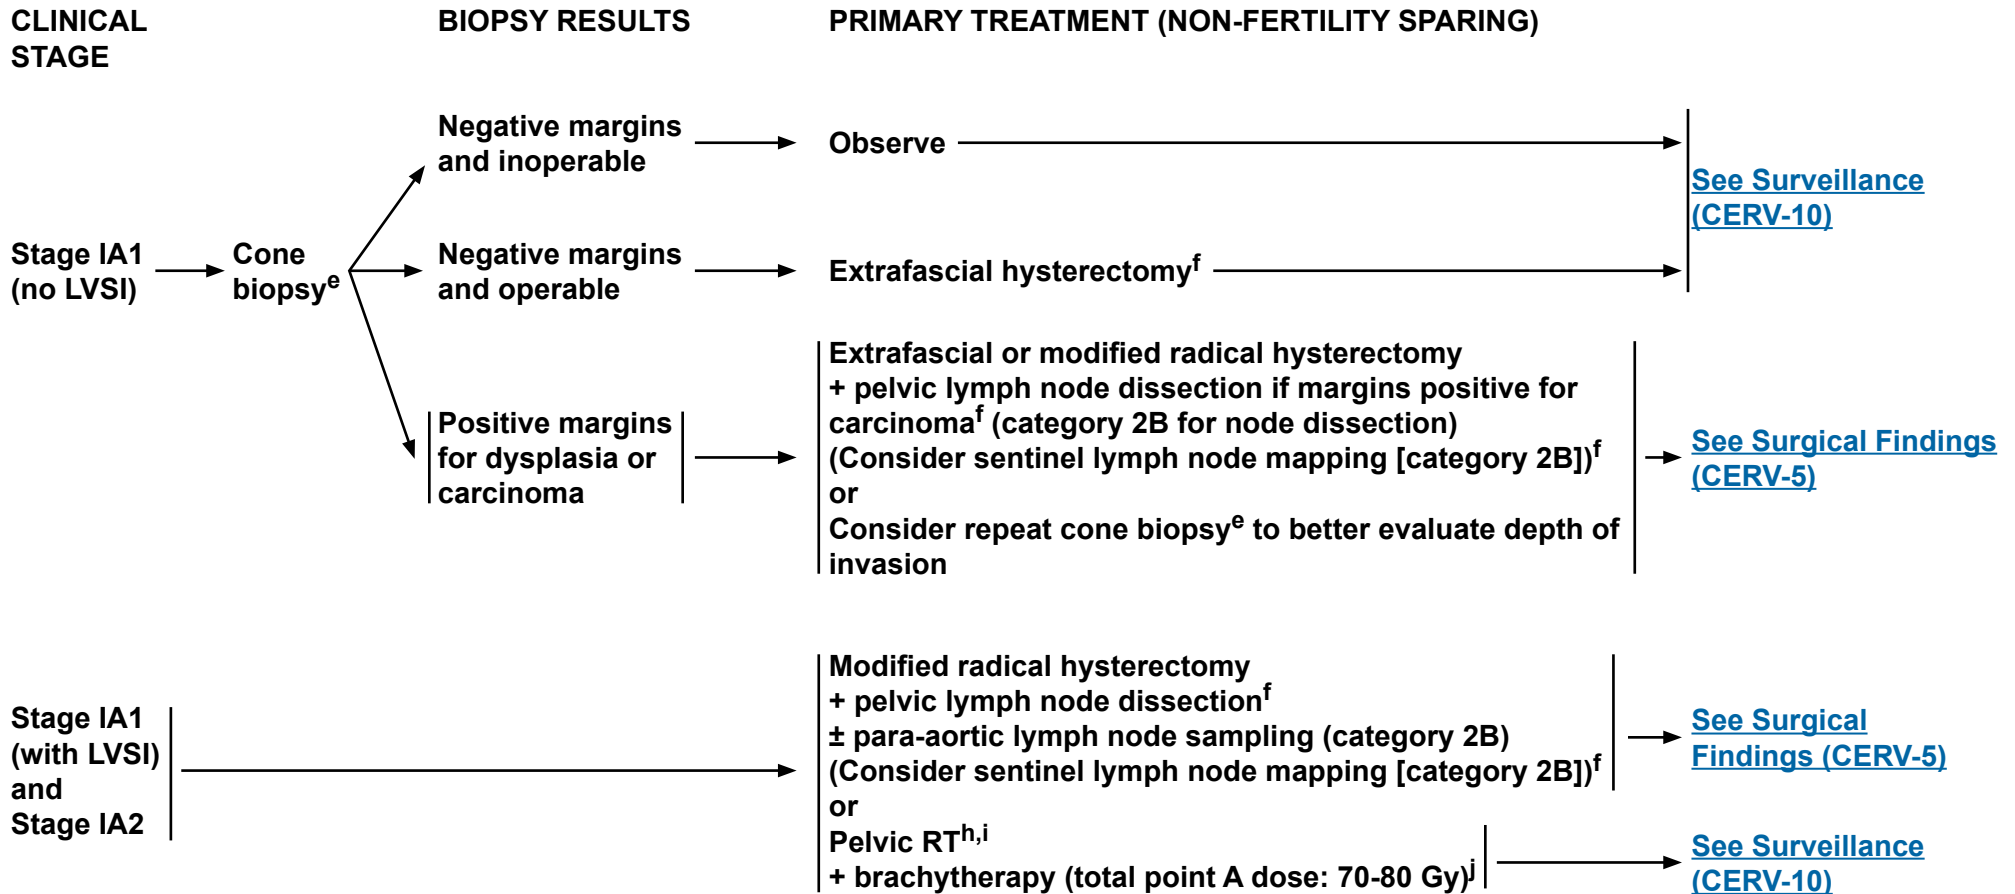 CLINICAL
STAGE
BIOPSY RESULTS
PRIMARY TREATMENT (NON-FERTILITY SPARING)
Negative margins
and inoperable
Observe
See Surveillance
(CERV-10)
Stage IA1
(no LVSI)
Cone
biopsye
Negative margins
and operable
Extrafascial hysterectomyf
Positive margins
for dysplasia or
carcinoma
Extrafascial or modified radical hysterectomy
+ pelvic lymph node dissection if margins positive for
carcinomaf (category 2B for node dissection)
(Consider sentinel lymph node mapping [category 2B])f
or
Consider repeat cone biopsye to better evaluate depth of
invasion
See Surgical Findings
(CERV-5)
Stage IA1
(with LVSI)
and
Stage IA2
Modified radical hysterectomy
+ pelvic lymph node dissectionf
± para-aortic lymph node sampling (category 2B)
(Consider sentinel lymph node mapping [category 2B])f
or
Pelvic RTh,i
+ brachytherapy (total point A dose: 70-80 Gy)j
See Surgical
Findings (CERV-5)
See Surveillance
(CERV-10)